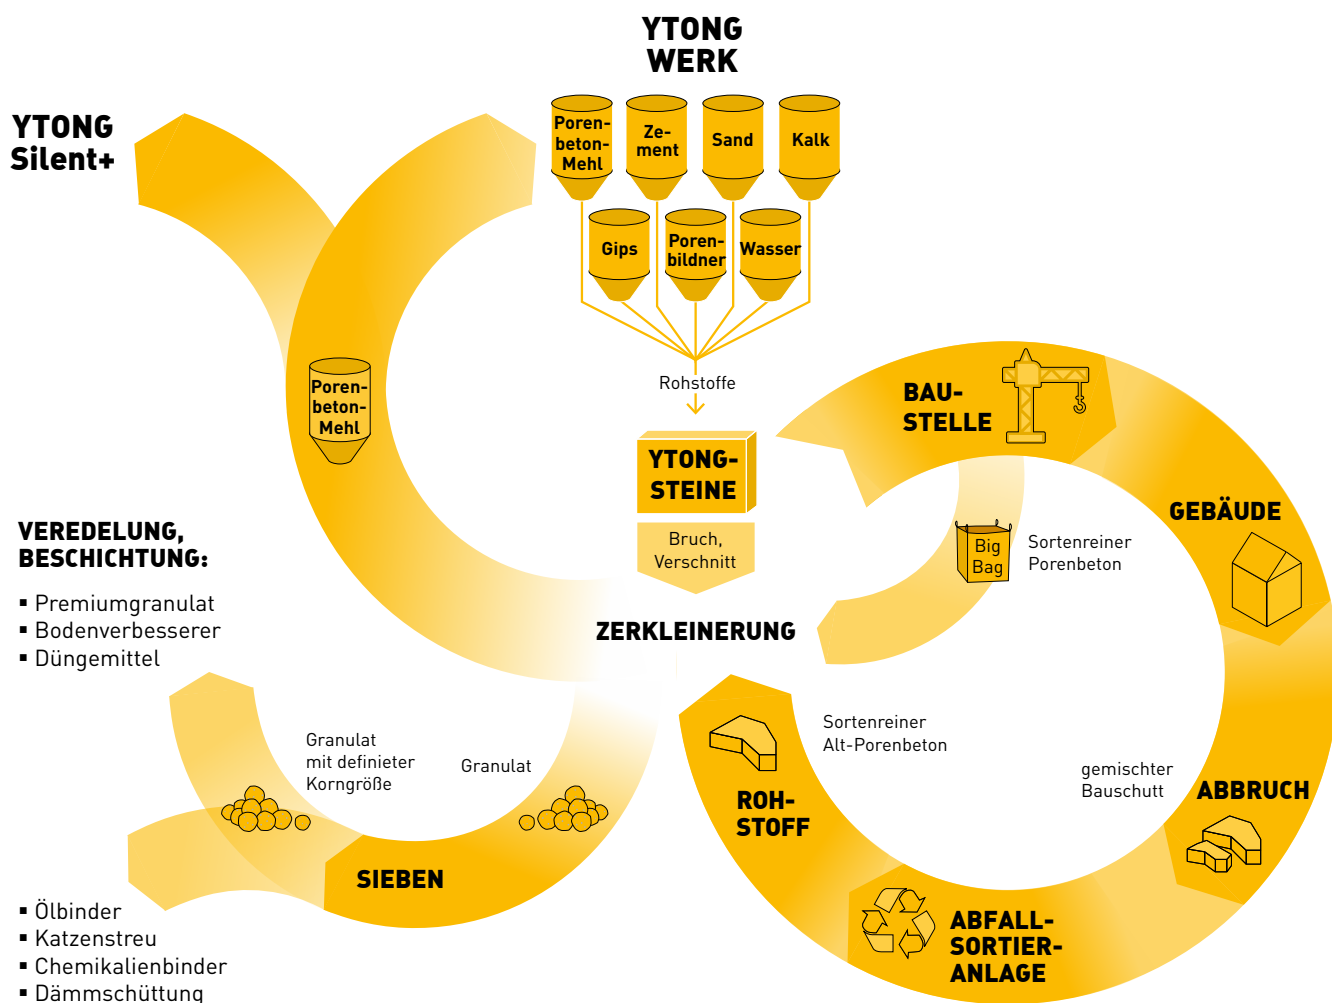 YTONG
WERK
YTONG
Silent+
Poren-
beton-
Mehl
Ze-
ment
Sand
Kalk
Gips
Poren-
bildner
Wasser
Rohstoffe
YTONG-
STEINE
Bruch,
Verschnitt
ZERKLEINERUNG
Poren-
beton-
Mehl
BAU-
STELLE
GEBÄUDE
Big
Bag
Sortenreiner
Porenbeton
VEREDELUNG,
BESCHICHTUNG:
▪ Premiumgranulat
▪ Bodenverbesserer
▪ Düngemittel
Granulat
mit definierter
Korngröße
Granulat
SIEBEN
Sortenreiner
Alt-Porenbeton
ROH-
STOFF
gemischter
Bauschutt
ABBRUCH
ABFALL-
SORTIER-
ANLAGE
▪ Ölbinder
▪ Katzenstreu
▪ Chemikalienbinder
▪ Dämmschüttung